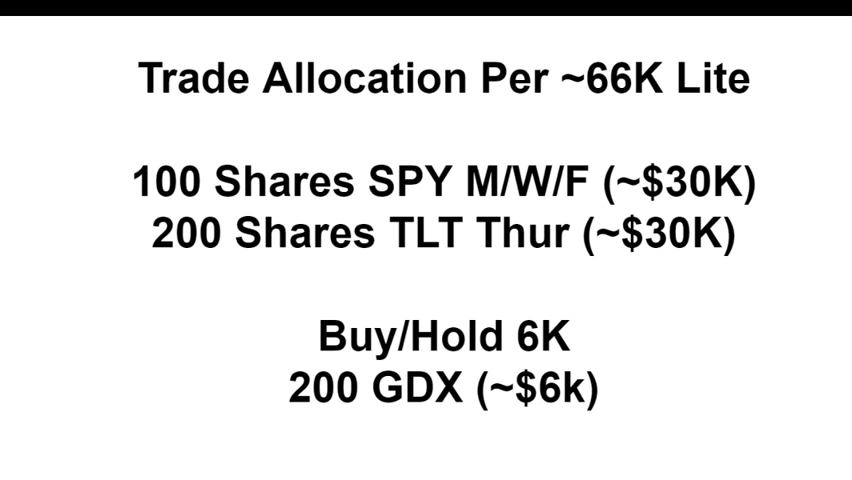 Trade Allocation Per ~66K Lite
100 Shares SPY M/W/F (~$30K)
200 Shares TLT Thur (~$30K)
Buy/Hold 6K
200 GDX (~$6k)